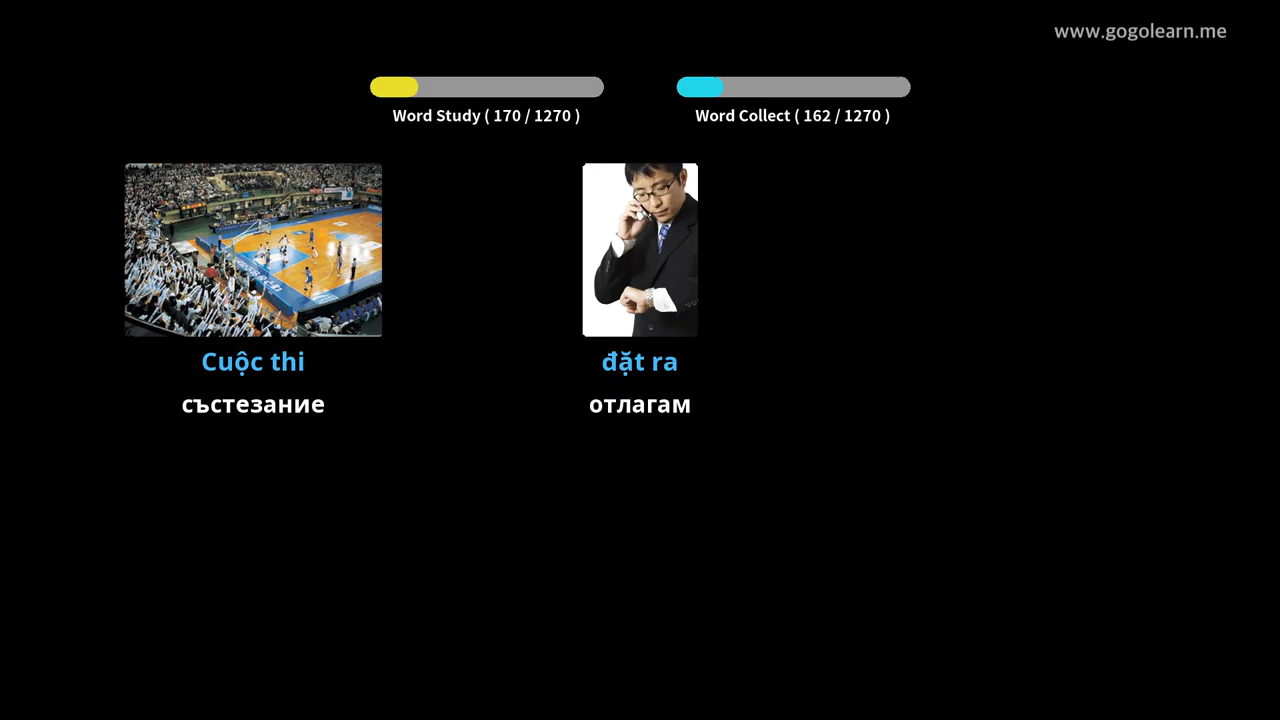 www.gogolearn.me
Word Study ( 170 / 1270 )
Word Collect ( 162 / 1270 )
Cuộc thi
състезание
đặt ra
отлагам